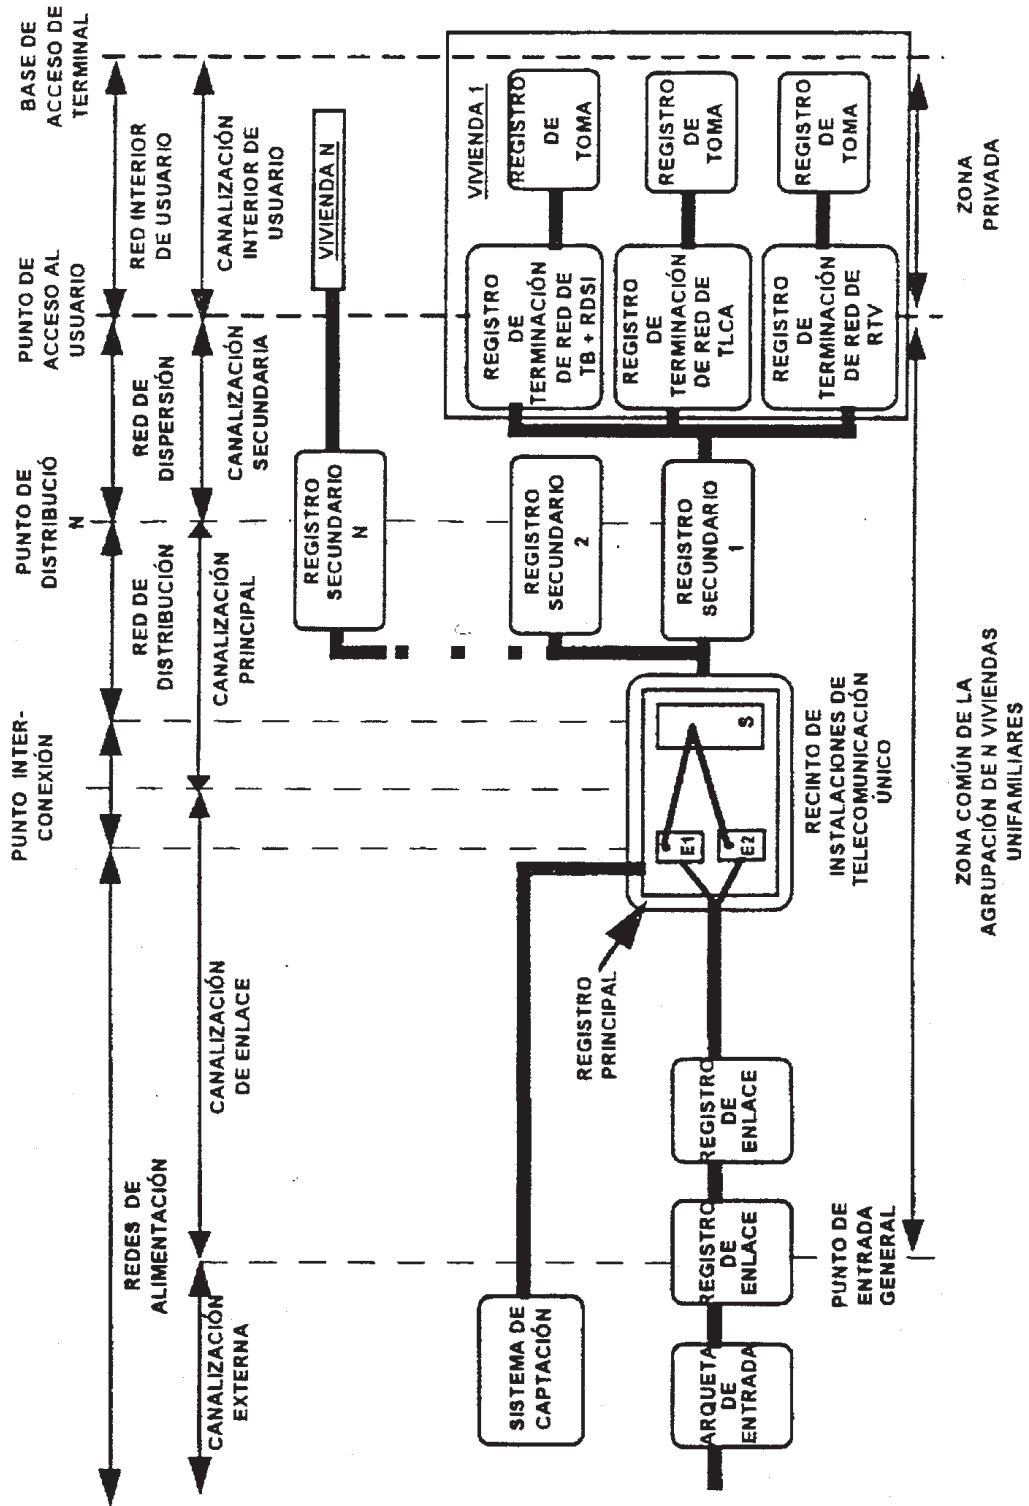 REDES DE
ALIMENTACIÓN
PUNTO INTER-
CONEXIÓN
RED DE
DISTRIBUCIÓN
PUNTO DE
DISTRIBUCIÓ
N
RED DE
DISPERSIÓN
PUNTO DE
ACCESO AL
USUARIO
RED INTERIOR
DE USUARIO
BASE DE
ACCESO DE
TERMINAL
CANALIZACIÓN
EXTERNA
CANALIZACIÓN
DE ENLACE
CANALIZACIÓN
PRINCIPAL
CANALIZACIÓN
SECUNDARIA
CANALIZACIÓN
INTERIOR DE
USUARIO
REGISTRO
SECUNDARIO
N
VIVIENDA N
SISTEMA DE
CAPTACIÓN
REGISTRO
SECUNDARIO
2
VIVIENDA 1
REGISTRO
DE
TERMINACIÓN
DE RED DE
TB + RDSI
REGISTRO
DE
TOMA
REGISTRO
PRINCIPAL
E1
E2
S
REGISTRO
SECUNDARIO
1
REGISTRO
DE
TERMINACIÓN
DE RED DE
TLCA
REGISTRO
DE
TOMA
ARQUETA
DE
ENTRADA
REGISTRO
DE
ENLACE
REGISTRO
DE
ENLACE
REGISTRO
DE
TERMINACIÓN
DE RED DE
RTV
REGISTRO
DE
TOMA
PUNTO DE
ENTRADA
GENERAL
RECINTO DE
INSTALACIONES DE
TELECOMUNICACIÓN
ÚNICO
ZONA COMÚN DE LA
AGRUPACIÓN DE N VIVIENDAS
UNIFAMILIARES
ZONA
PRIVADA